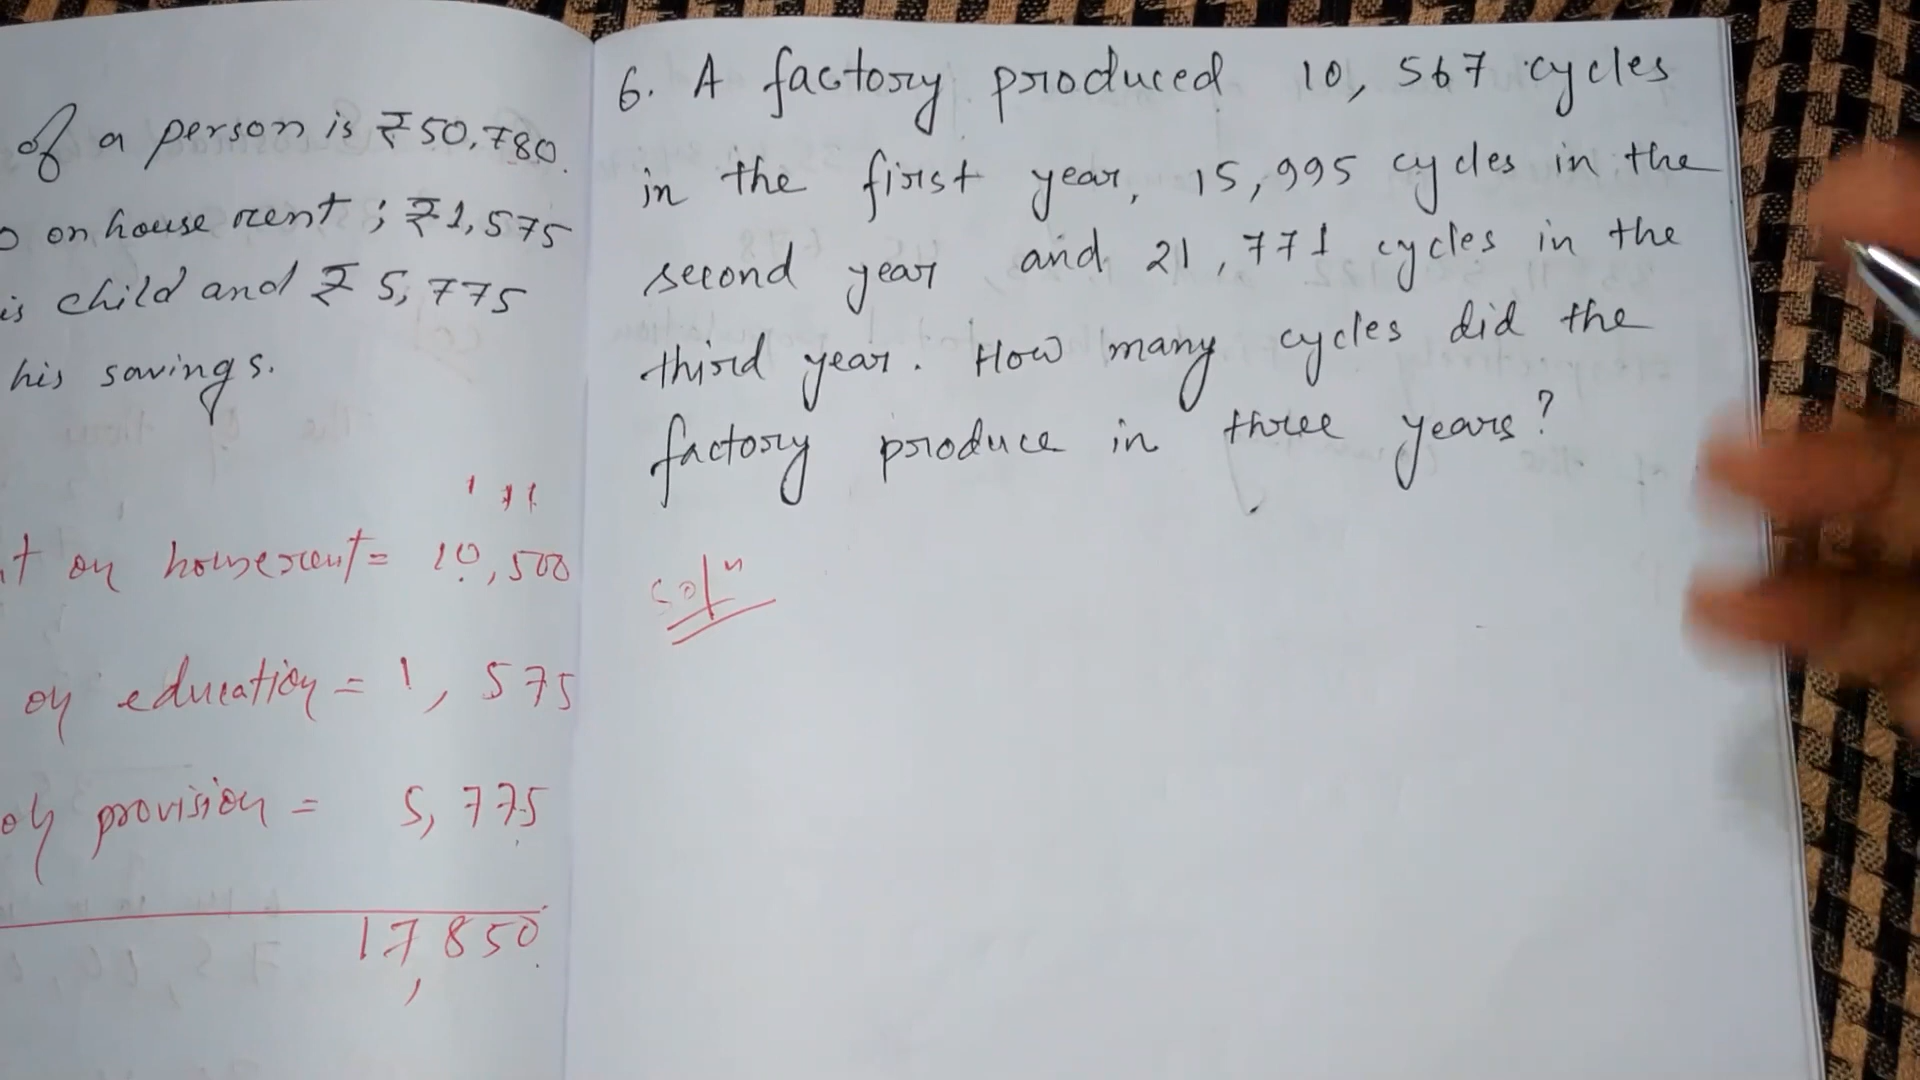 of a person is ₹50,780.
on house rent ; ₹1,575
is child and ₹ 5,775
his savings.
on house rent = 10,500
on education = 1,575
on provision = 5,775
17,850
6. A factory produced 10,567 cycles
in the first year, 15,995 cycles in the
second year and 21,771 cycles in the
third year. How many cycles did the
factory produce in three years?
Solⁿ